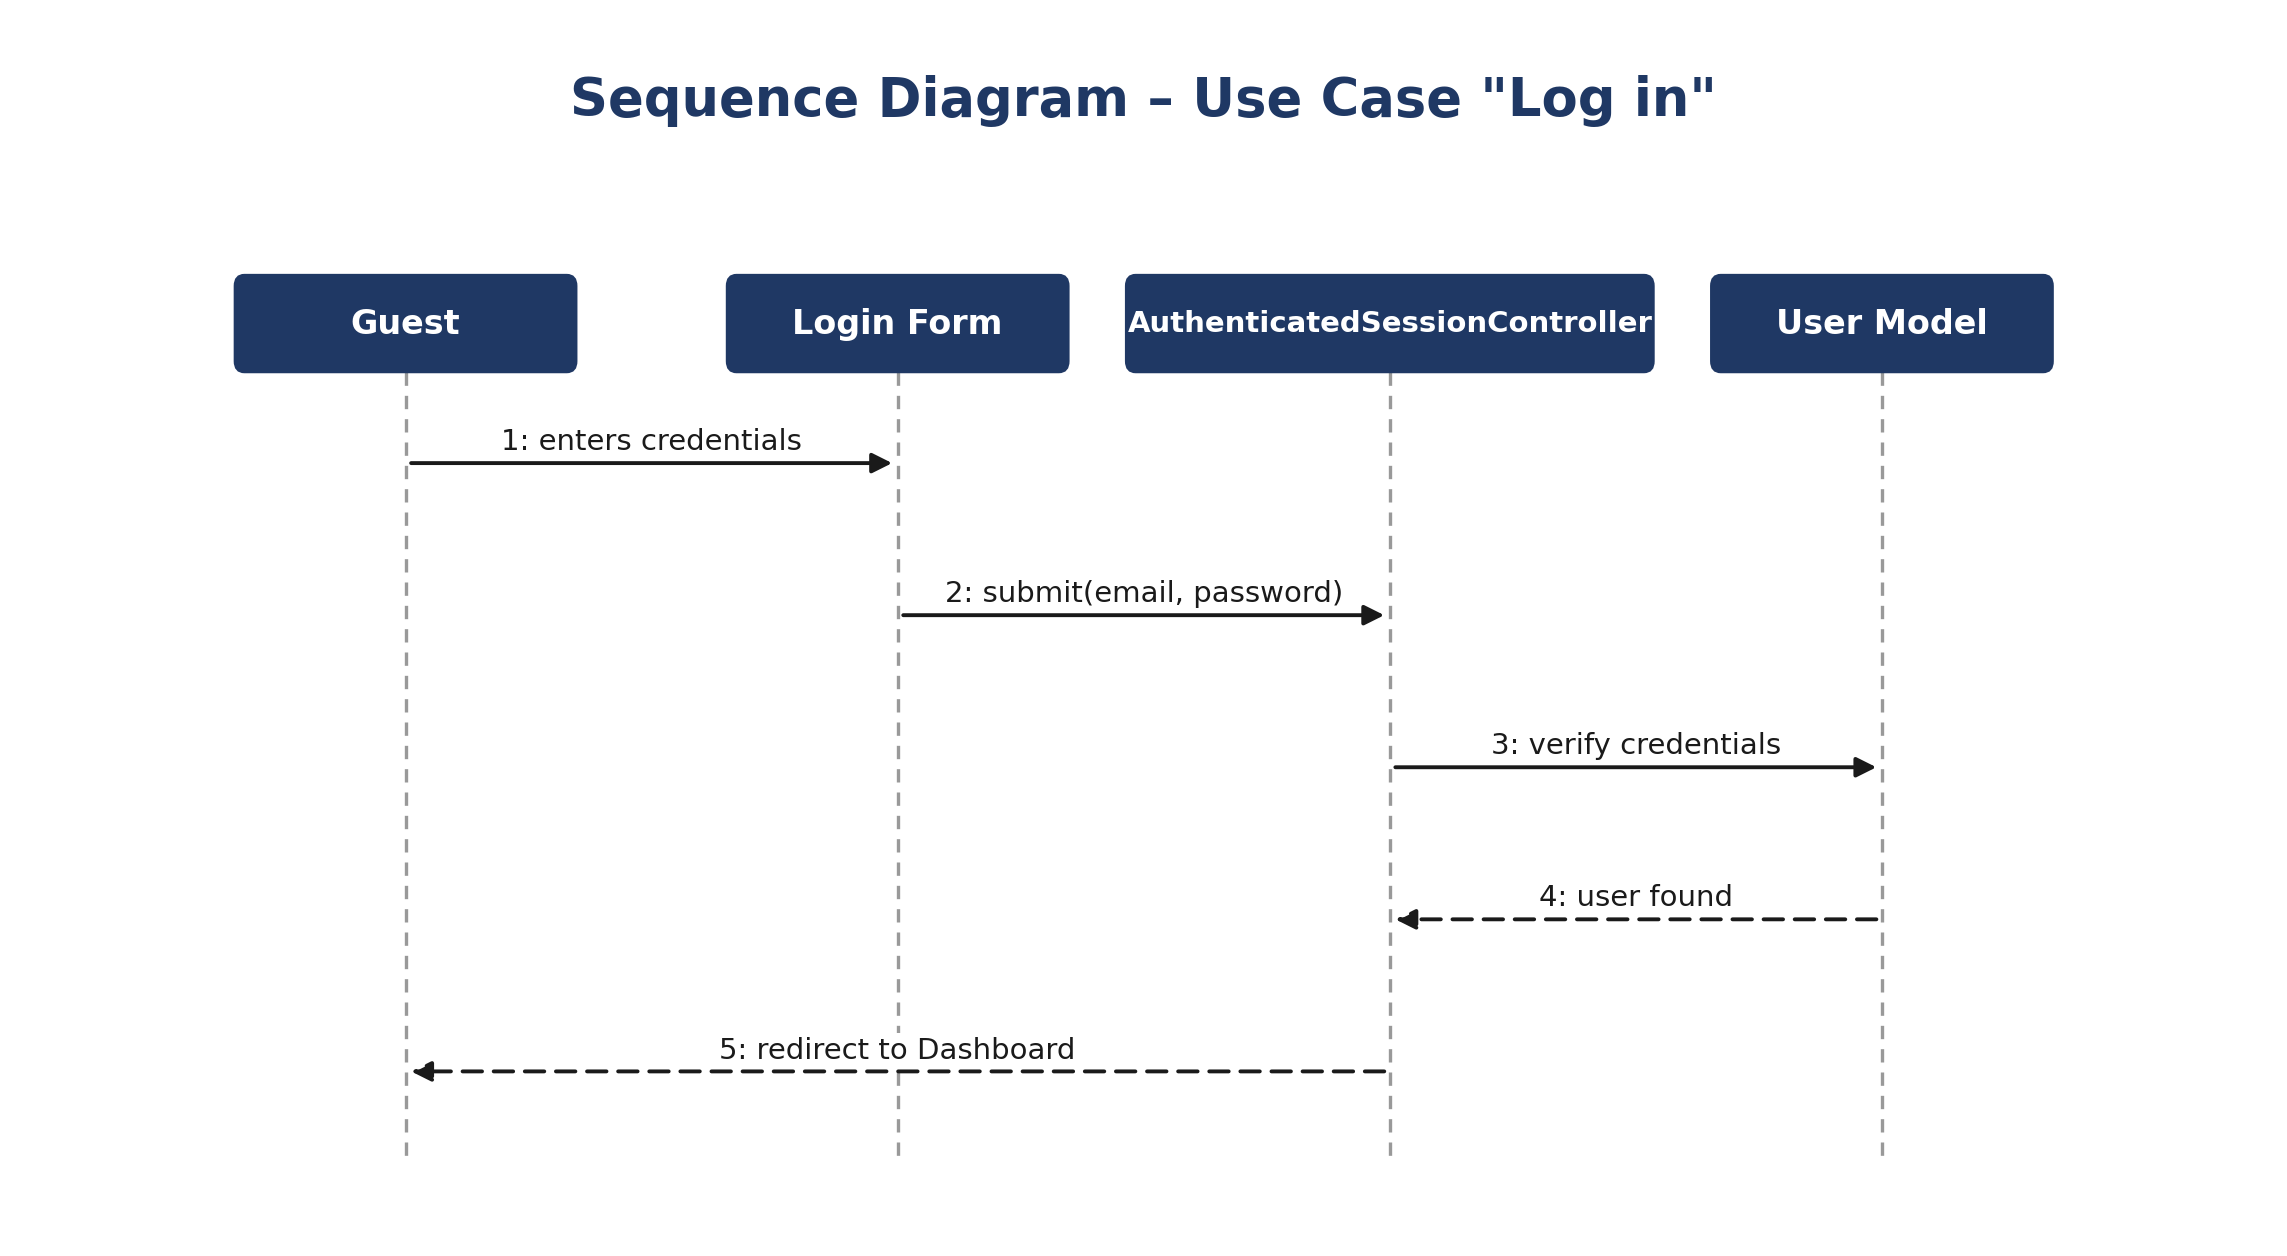 Sequence Diagram – Use Case "Log in"
Guest
Login Form
AuthenticatedSessionController
User Model
1: enters credentials
2: submit(email, password)
3: verify credentials
4: user found
5: redirect to Dashboard